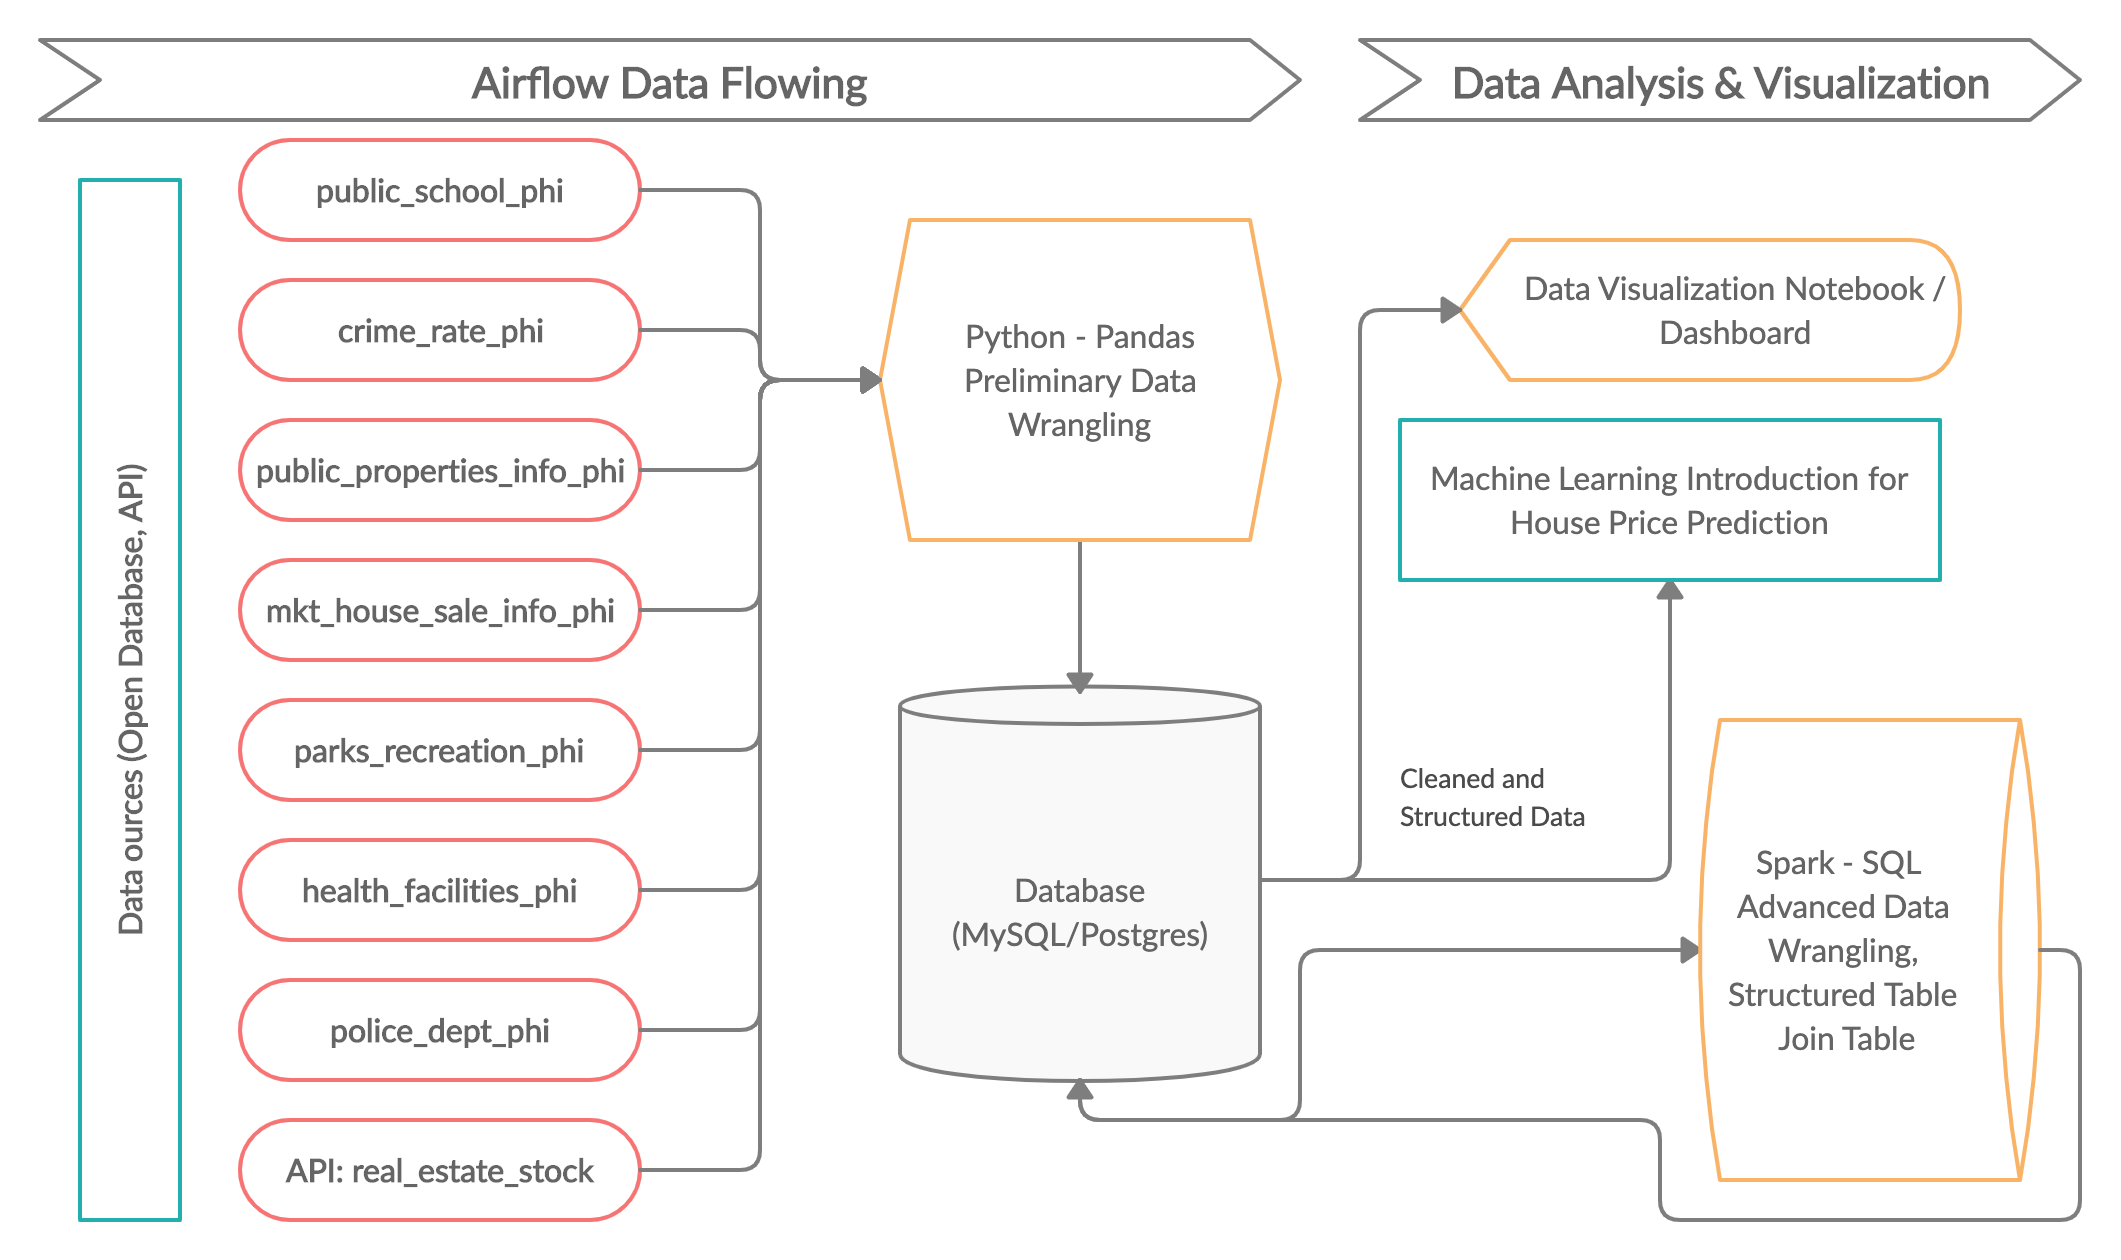 Airflow Data Flowing
Data Analysis & Visualization
Data ources (Open Database, API)
public_school_phi
crime_rate_phi
public_properties_info_phi
mkt_house_sale_info_phi
parks_recreation_phi
health_facilities_phi
police_dept_phi
API: real_estate_stock
Python - Pandas
Preliminary Data
Wrangling
Database
(MySQL/Postgres)
Data Visualization Notebook /
Dashboard
Machine Learning Introduction for
House Price Prediction
Cleaned and
Structured Data
Spark - SQL
Advanced Data
Wrangling,
Structured Table
Join Table